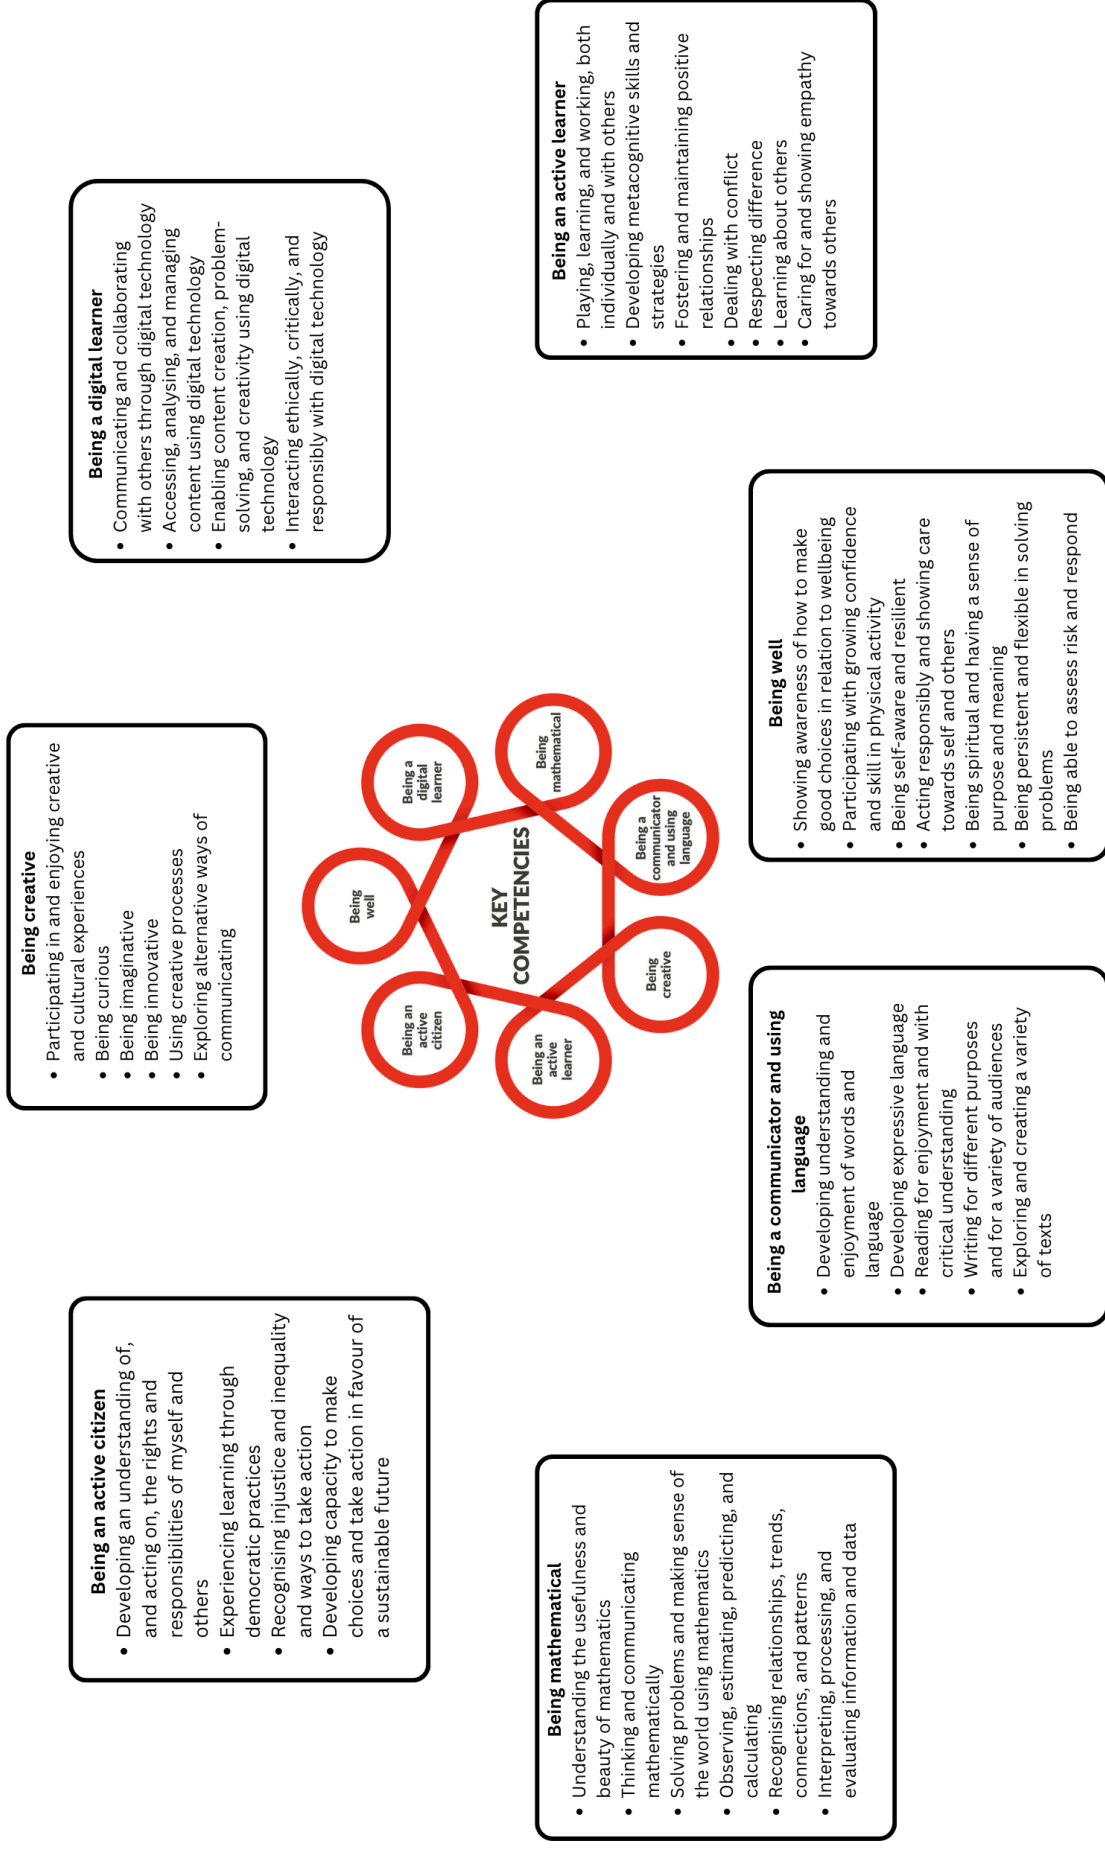 Being an active citizen
• Developing an understanding of,
and acting on, the rights and
responsibilities of myself and
others
• Experiencing learning through
democratic practices
• Recognising injustice and inequality
and ways to take action
• Developing capacity to make
choices and take action in favour of
a sustainable future
Being creative
• Participating in and enjoying creative
and cultural experiences
• Being curious
• Being imaginative
• Being innovative
• Using creative processes
• Exploring alternative ways of
communicating
Being a digital learner
• Communicating and collaborating
with others through digital technology
• Accessing, analysing, and managing
content using digital technology
• Enabling content creation, problem-
solving, and creativity using digital
technology
• Interacting ethically, critically, and
responsibly with digital technology
Being
well
Being an
active
citizen
Being a
digital
learner
KEY
COMPETENCIES
Being an
active
learner
Being
mathematical
Being
creative
Being a
communicator
and using
language
Being mathematical
• Understanding the usefulness and
beauty of mathematics
• Thinking and communicating
mathematically
• Solving problems and making sense of
the world using mathematics
• Observing, estimating, predicting, and
calculating
• Recognising relationships, trends,
connections, and patterns
• Interpreting, processing, and
evaluating information and data
Being an active learner
• Playing, learning, and working, both
individually and with others
• Developing metacognitive skills and
strategies
• Fostering and maintaining positive
relationships
• Dealing with conflict
• Respecting difference
• Learning about others
• Caring for and showing empathy
towards others
Being a communicator and using
language
• Developing understanding and
enjoyment of words and
language
• Developing expressive language
• Reading for enjoyment and with
critical understanding
• Writing for different purposes
and for a variety of audiences
• Exploring and creating a variety
of texts
Being well
• Showing awareness of how to make
good choices in relation to wellbeing
• Participating with growing confidence
and skill in physical activity
• Being self-aware and resilient
• Acting responsibly and showing care
towards self and others
• Being spiritual and having a sense of
purpose and meaning
• Being persistent and flexible in solving
problems
• Being able to assess risk and respond